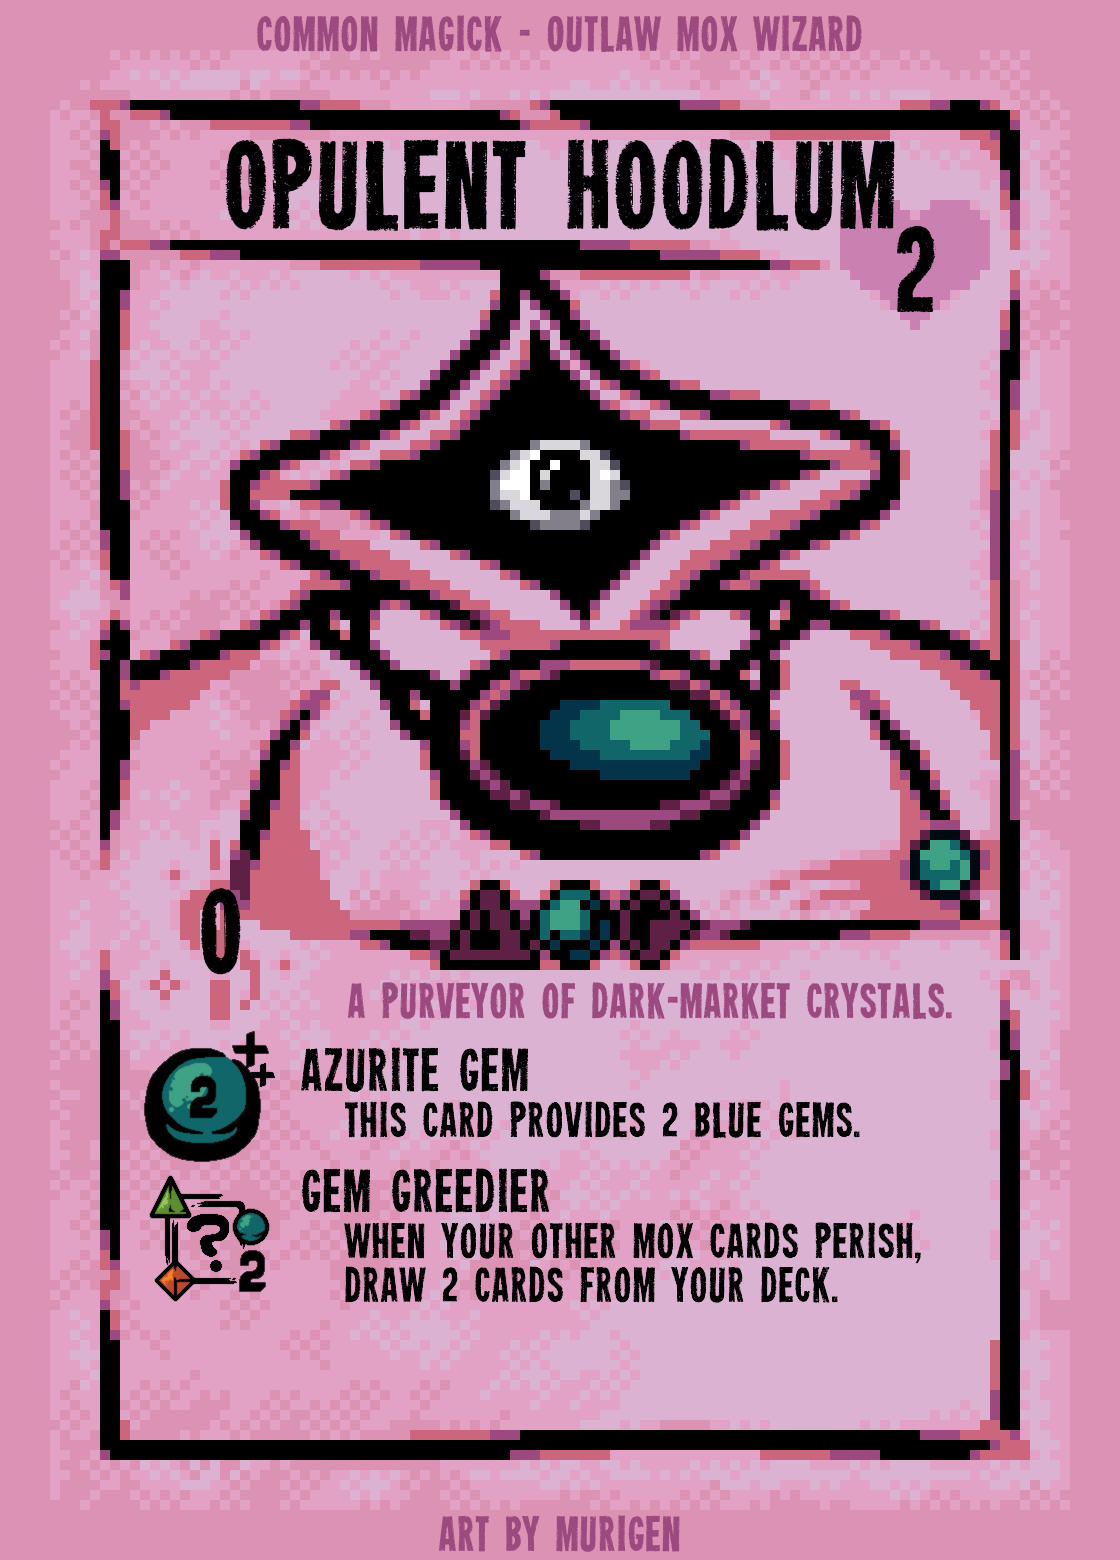 COMMON MAGICK - OUTLAW MOX WIZARD
OPULENT HOODLUM
2
0
A PURVEYOR OF DARK-MARKET CRYSTALS.
2
++
AZURITE GEM
THIS CARD PROVIDES 2 BLUE GEMS.
?
2
GEM GREEDIER
WHEN YOUR OTHER MOX CARDS PERISH,
DRAW 2 CARDS FROM YOUR DECK.
ART BY MURIGEN